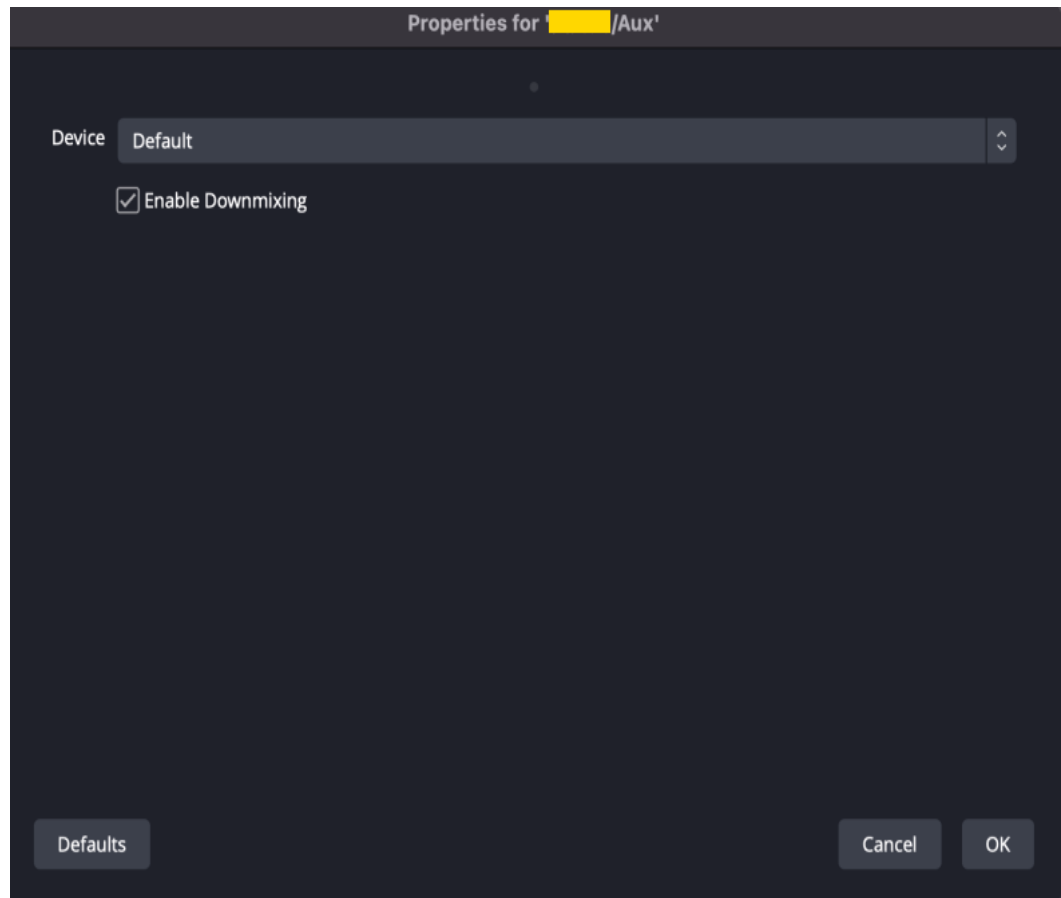 Properties for ' /Aux'
Device Default
Enable Downmixing
Defaults Cancel OK